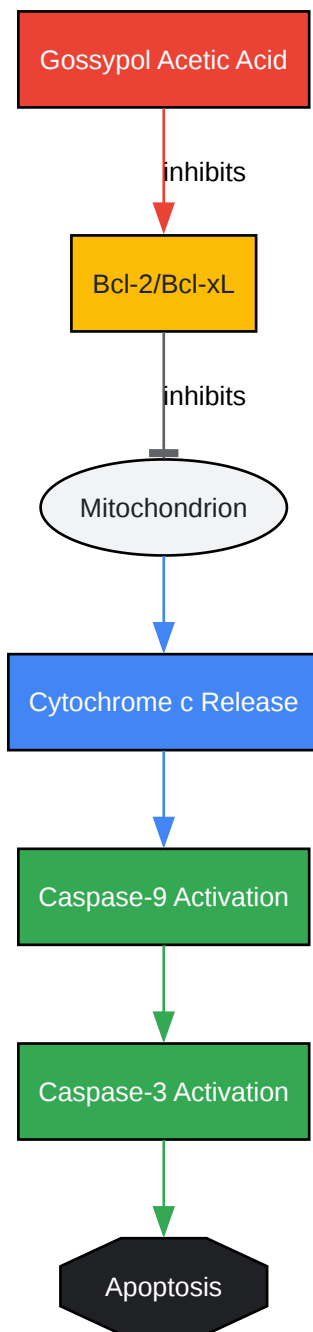 Gossypol Acetic Acid
inhibits
Bcl-2/Bcl-xL
inhibits
Mitochondrion
Cytochrome c Release
Caspase-9 Activation
Caspase-3 Activation
Apoptosis